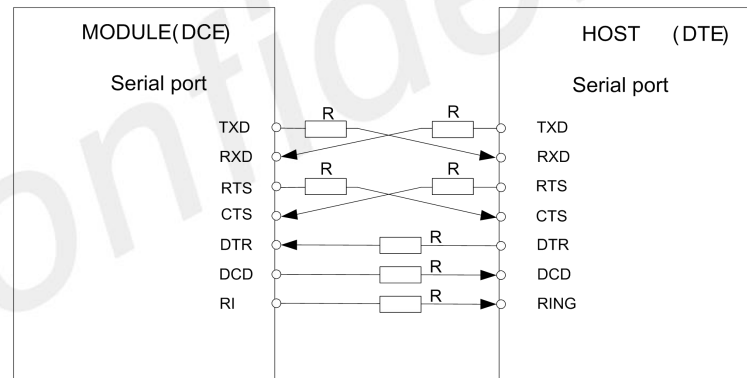 MODULE(DCE)
HOST (DTE)
Serial port
Serial port
R
R
TXD
TXD
RXD
RXD
R
R
RTS
RTS
CTS
CTS
R
DTR
DTR
R
DCD
DCD
R
RI
RING